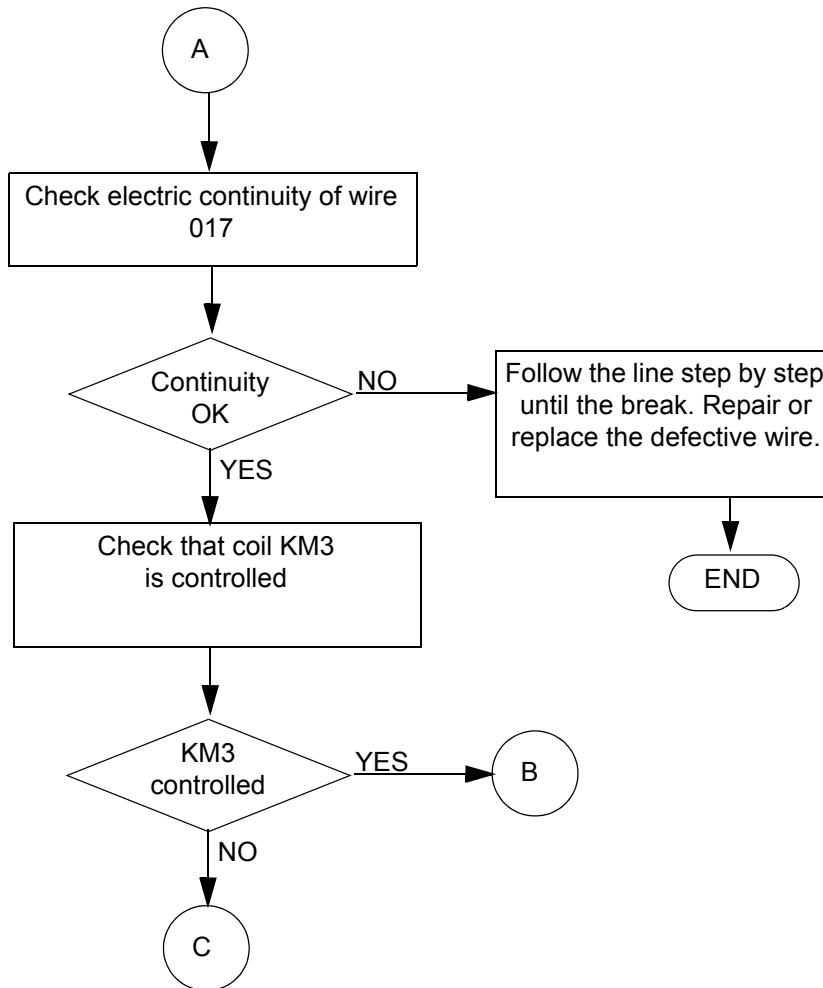 A
Check electric continuity of wire
017
Continuity
OK
NO
Follow the line step by step
until the break. Repair or
replace the defective wire.
YES
END
Check that coil KM3
is controlled
KM3
controlled
YES
B
NO
C